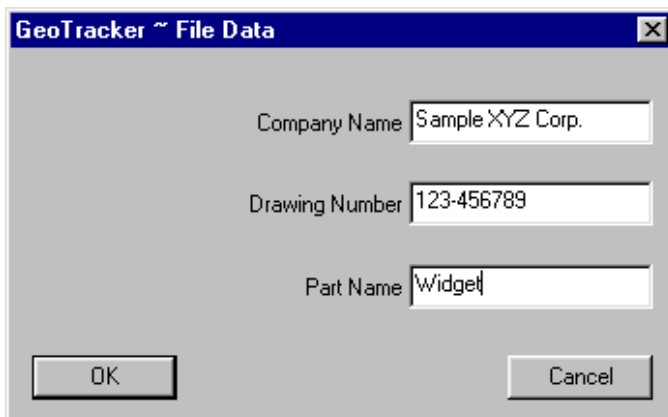 GeoTracker ~ File Data
Company Name Sample XYZ Corp.
Drawing Number 123-456789
Part Name Widget
OK Cancel